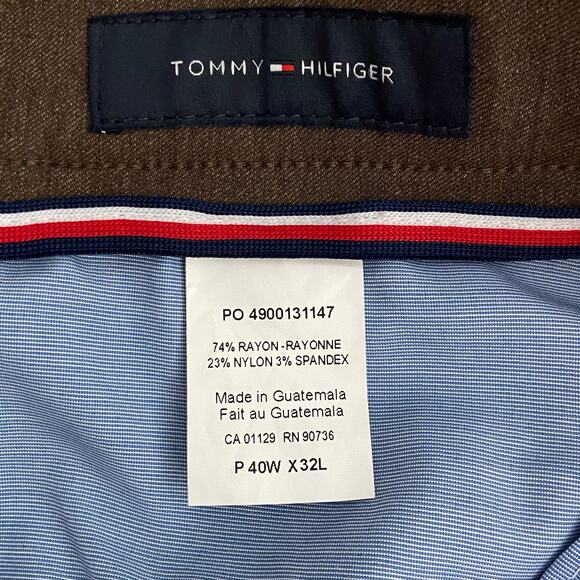 TOMMY HILFIGER
PO 4900131147
74% RAYON-RAYONNE
23% NYLON 3% SPANDEX
Made in Guatemala
Fait au Guatemala
CA 01129 RN 90736
P 40W X32L